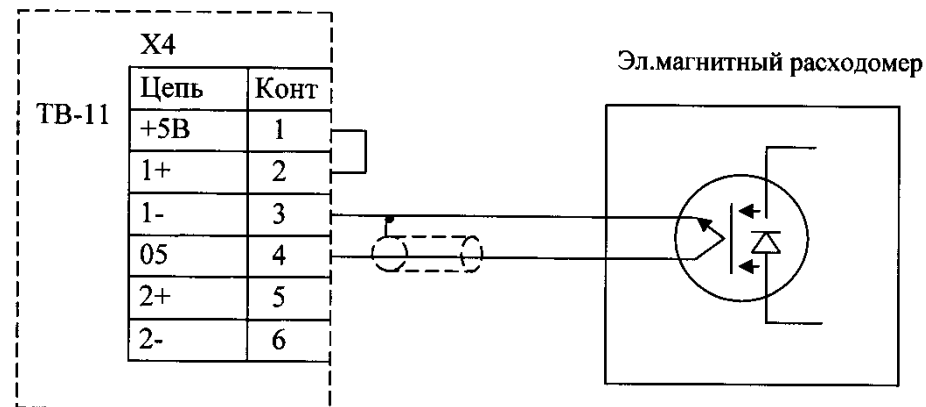 X4
Эл.магнитный расходомер
ТВ-11
Цепь Конт
+5В 1
1+ 2
1- 3
05 4
2+ 5
2- 6